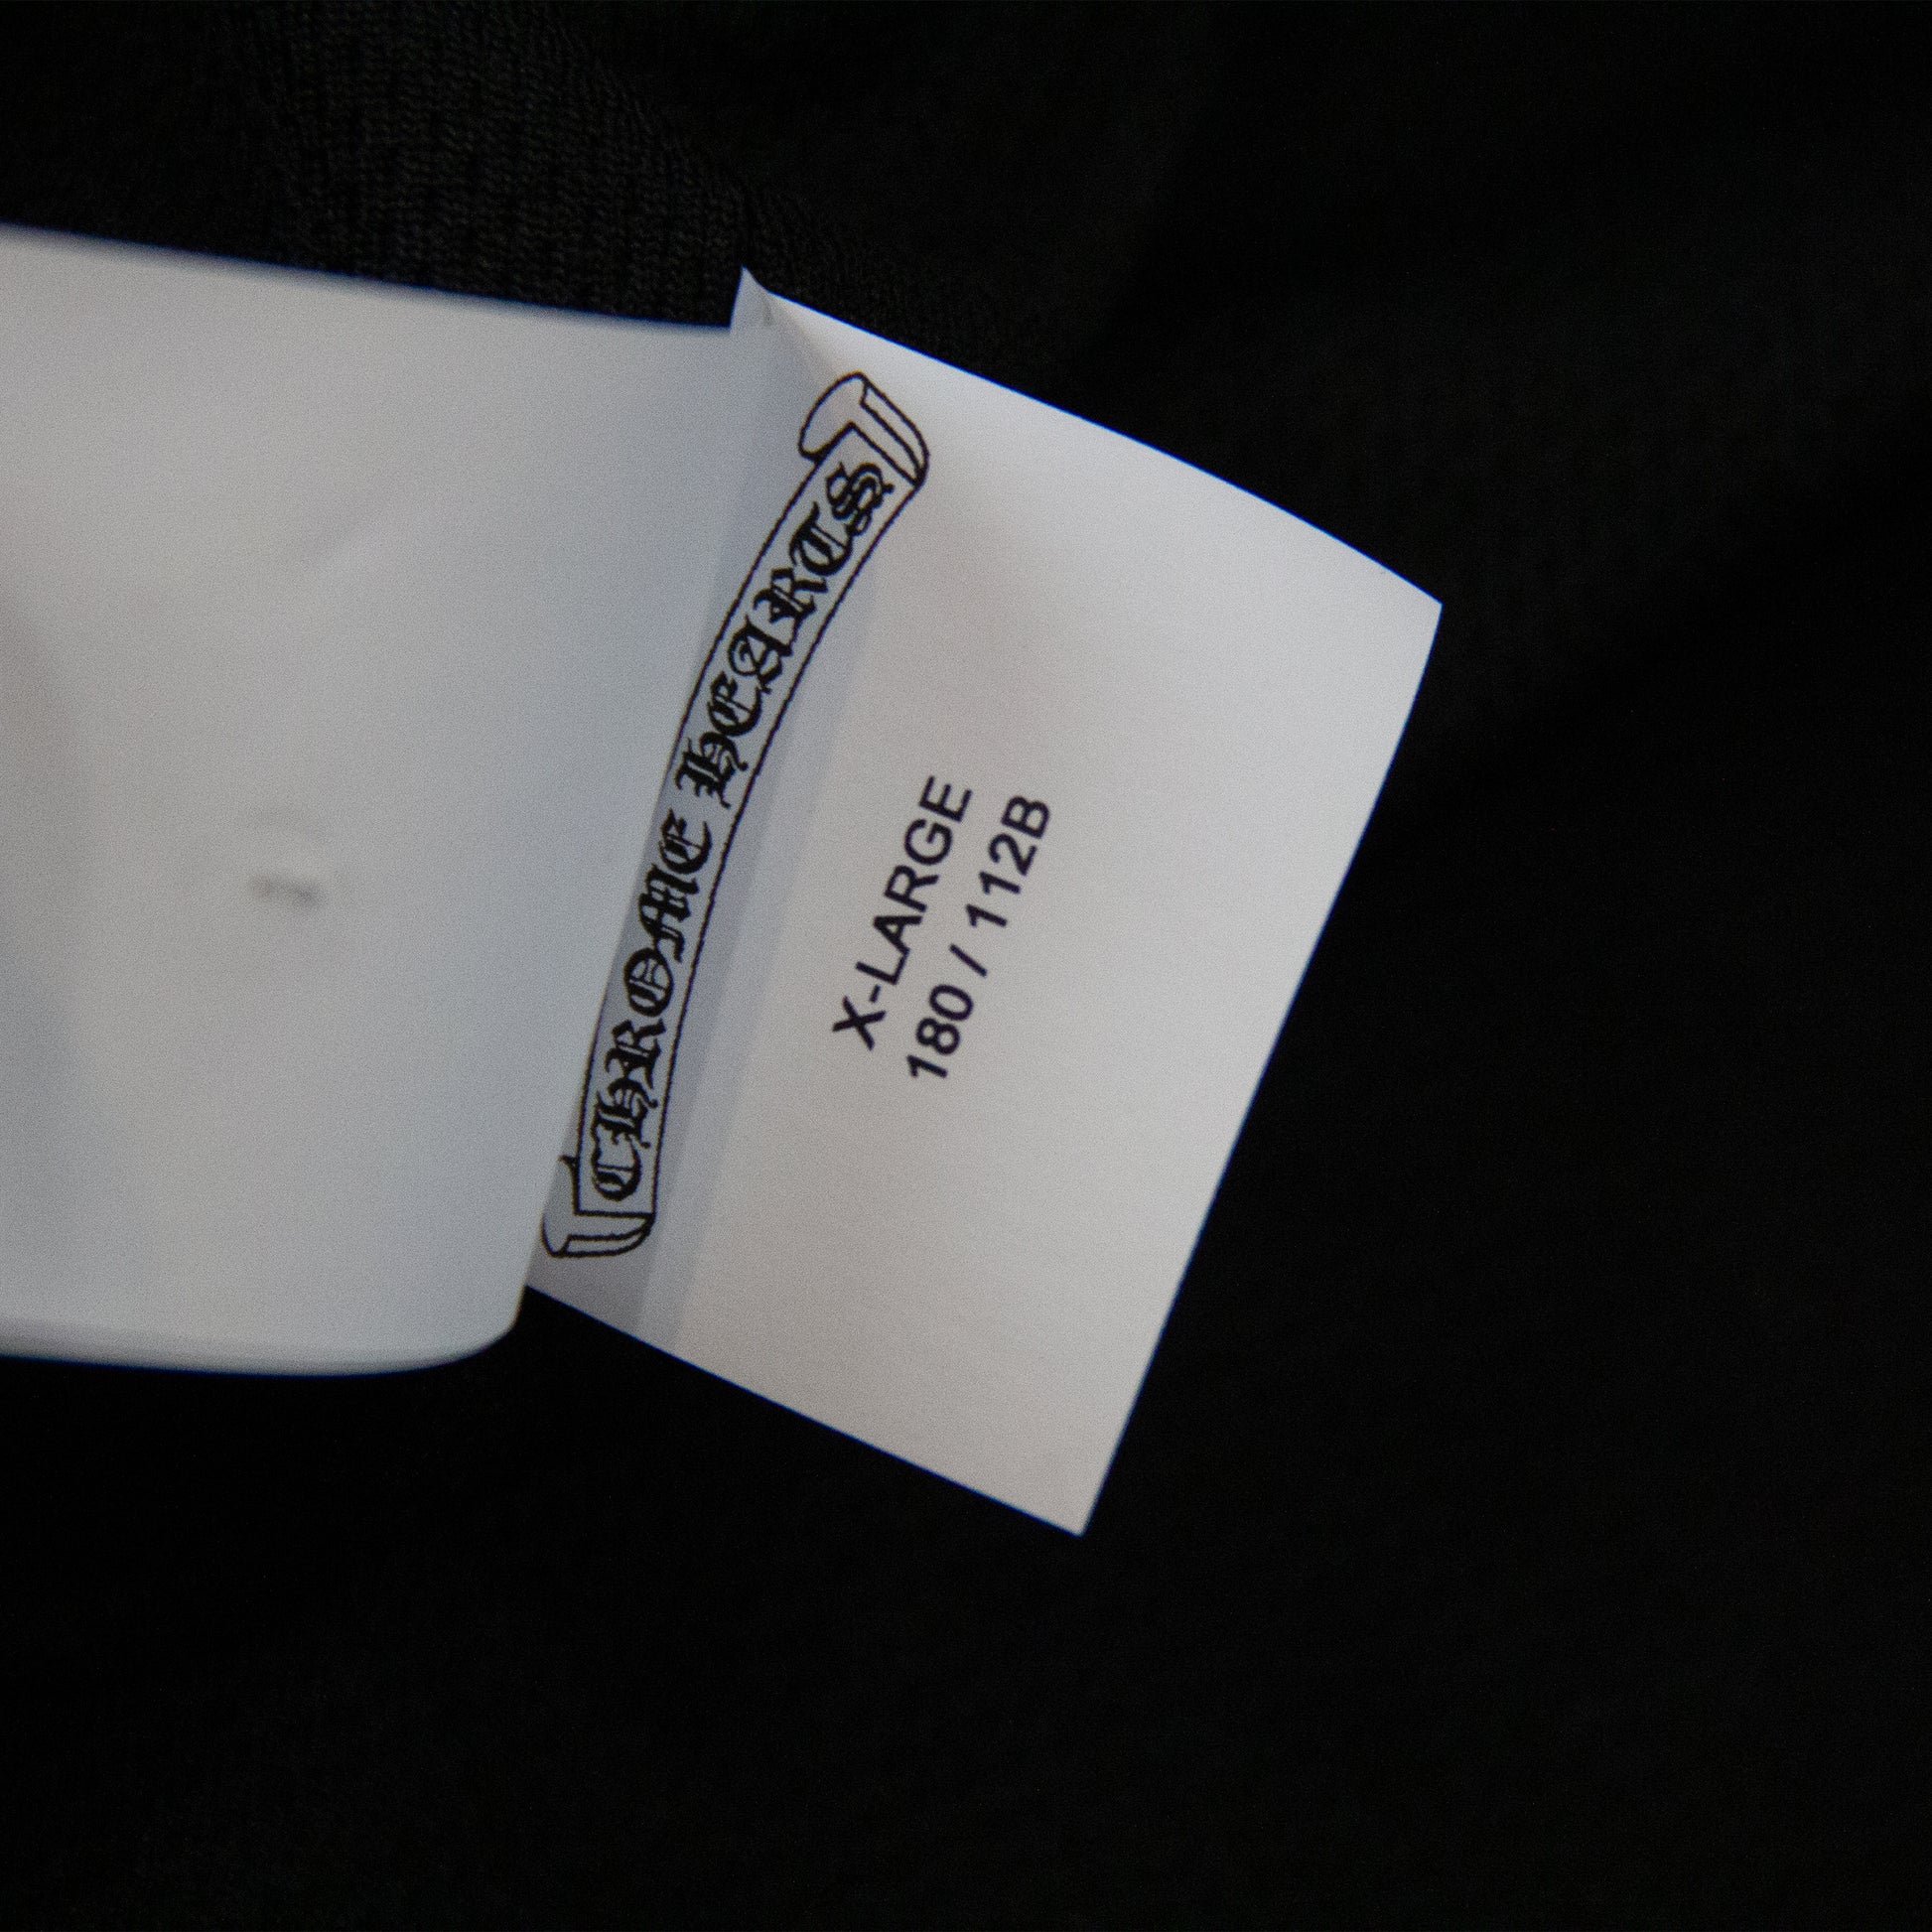 CHROME HEARTS
X-LARGE
180 / 112B